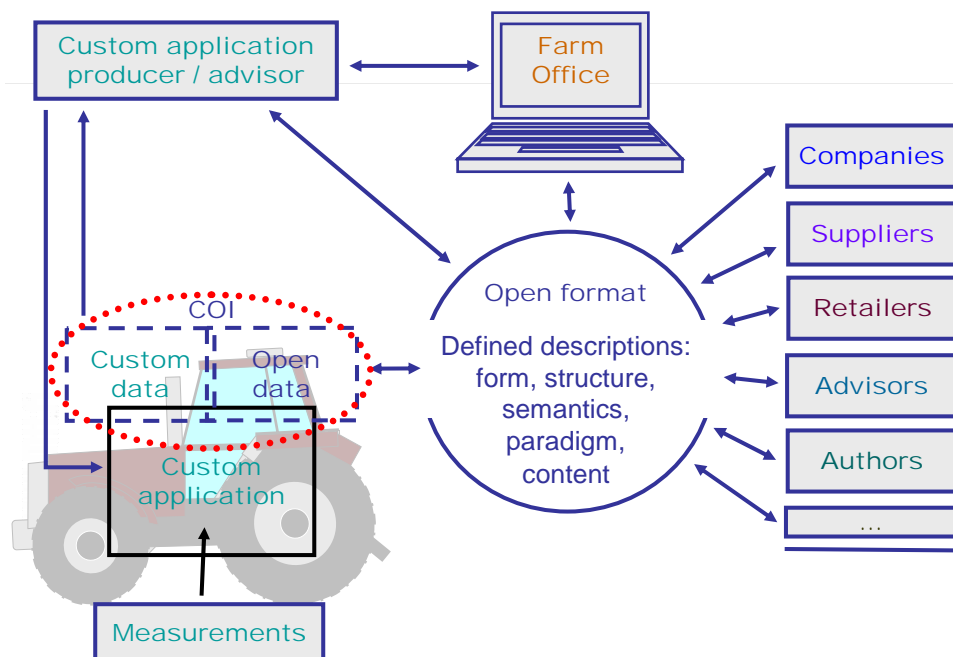 Custom application
producer / advisor
Farm
Office
Companies
Suppliers
Retailers
Advisors
Authors
...
COI
Custom
data
Open
data
Open format
Defined descriptions:
form, structure,
semantics,
paradigm,
content
Custom
application
Measurements